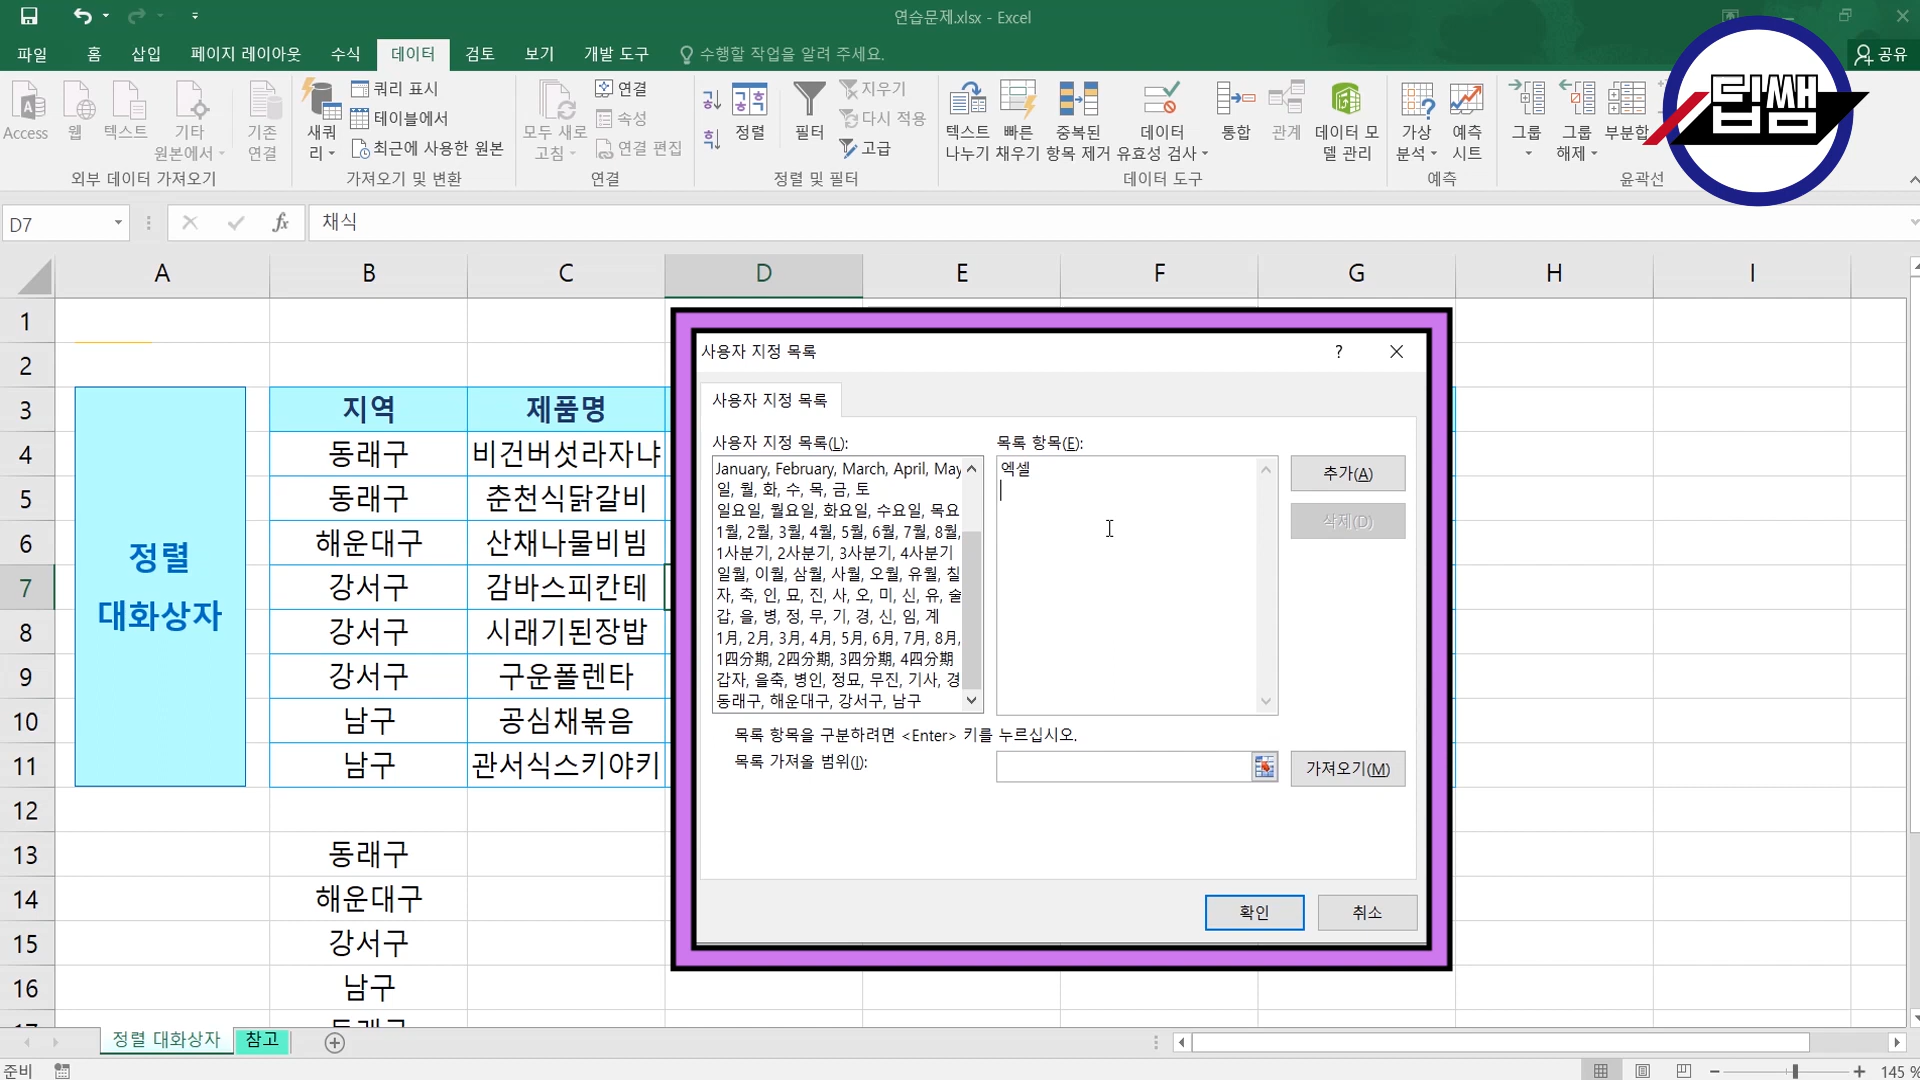 연습문제.xlsx - Excel
파일 홈 삽입 페이지 레이아웃 수식 데이터 검토 보기 개발 도구 수행할 작업을 알려 주세요. 공유
딥쌤
Access 웹 텍스트 기타 원본에서 기존 연결
외부 데이터 가져오기
새 쿼리 쿼리 표시
테이블에서
최근에 사용한 원본
가져오기 및 변환
모두 새로 고침 연결
속성
연결 편집
연결
정렬 필터 지우기
다시 적용
고급
정렬 및 필터
텍스트 나누기 빠른 채우기 중복된 항목 제거 데이터 유효성 검사 통합 관계 데이터 모델 관리
데이터 도구
가상 분석 예측 시트
예측
그룹 그룹 해제 부분합
윤곽선
D7 fx 채식
A B C D E F G H I
1
2
3 지역 제품명
4 동래구 비건버섯라자냐
5 동래구 춘천식닭갈비
6 해운대구 산채나물비빔
7 강서구 감바스피칸테
8 강서구 시래기된장밥
9 강서구 구운폴렌타
10 남구 공심채볶음
11 남구 관서식스키야키
12
13 동래구
14 해운대구
15 강서구
16 남구
정렬
대화상자
사용자 지정 목록 ?
사용자 지정 목록
사용자 지정 목록(L):
January, February, March, April, May
일, 월, 화, 수, 목, 금, 토
일요일, 월요일, 화요일, 수요일, 목요
1월, 2월, 3월, 4월, 5월, 6월, 7월, 8월,
1사분기, 2사분기, 3사분기, 4사분기
일월, 이월, 삼월, 사월, 오월, 유월, 칠
자, 축, 인, 묘, 진, 사, 오, 미, 신, 유, 술
갑, 을, 병, 정, 무, 기, 경, 신, 임, 계
1月, 2月, 3月, 4月, 5月, 6月, 7月, 8月,
1四分期, 2四分期, 3四分期, 4四分期
갑자, 을축, 병인, 정묘, 무진, 기사, 경
동래구, 해운대구, 강서구, 남구
목록 항목(E):
엑셀
추가(A)
삭제(D)
목록 항목을 구분하려면 <Enter> 키를 누르십시오.
목록 가져올 범위(I):
가져오기(M)
확인 취소
정렬 대화상자 참고
준비 145 %